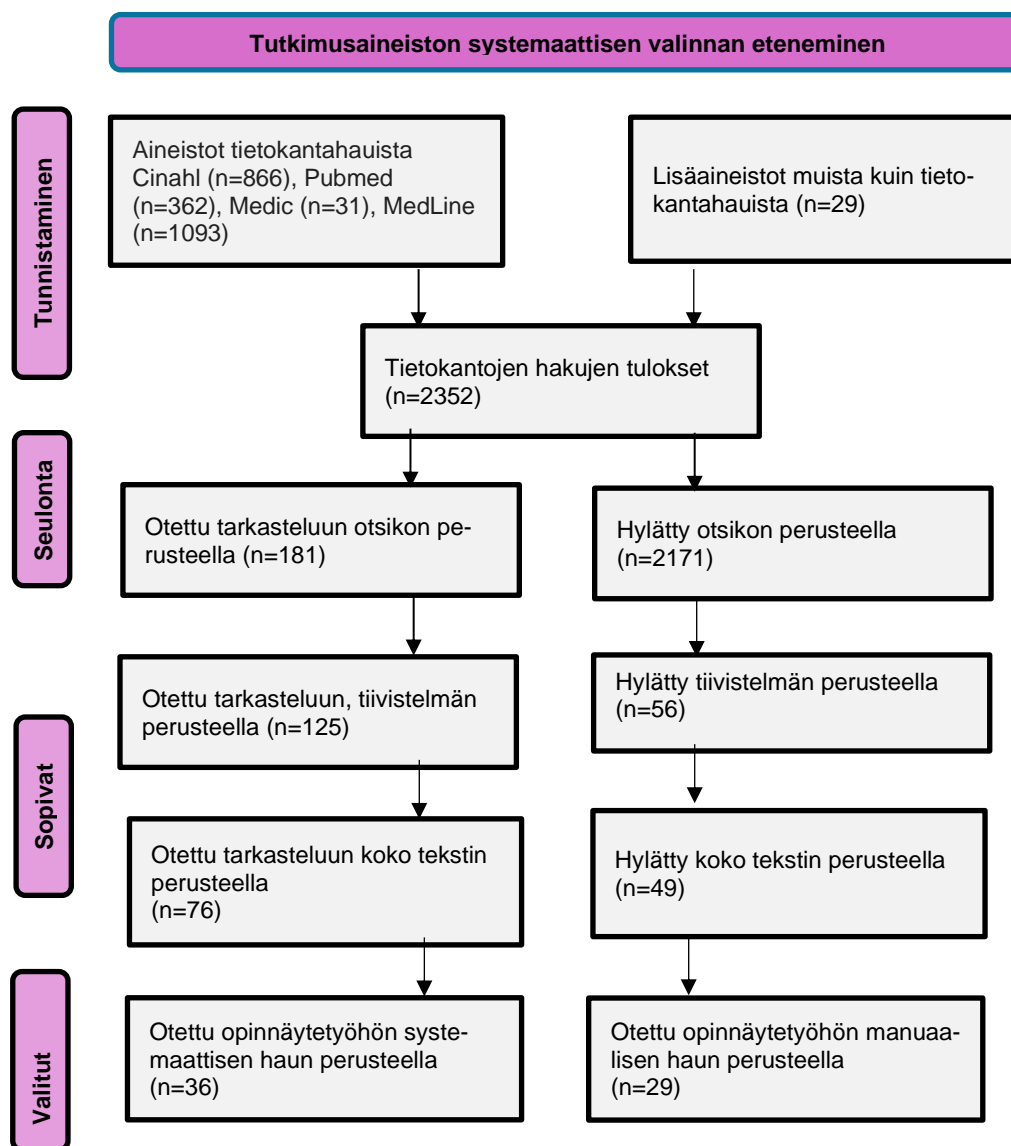 Tutkimusaineiston systemaattisen valinnan eteneminen
Tunnistaminen
Aineistot tietokantahauista
Cinahl (n=866), Pubmed
(n=362), Medic (n=31), MedLine
(n=1093)
Lisäaineistot muista kuin tieto-
kantahauista (n=29)
Tietokantojen hakujen tulokset
(n=2352)
Seulonta
Otettu tarkasteluun otsikon pe-
rusteella (n=181)
Hylätty otsikon perusteella
(n=2171)
Sopivat
Otettu tarkasteluun, tiivistelmän
perusteella (n=125)
Hylätty tiivistelmän perusteella
(n=56)
Otettu tarkasteluun koko tekstin
perusteella
(n=76)
Hylätty koko tekstin perusteella
(n=49)
Valitut
Otettu opinnäytetyöhön syste-
maattisen haun perusteella
(n=36)
Otettu opinnäytetyöhön manuaa-
lisen haun perusteella
(n=29)